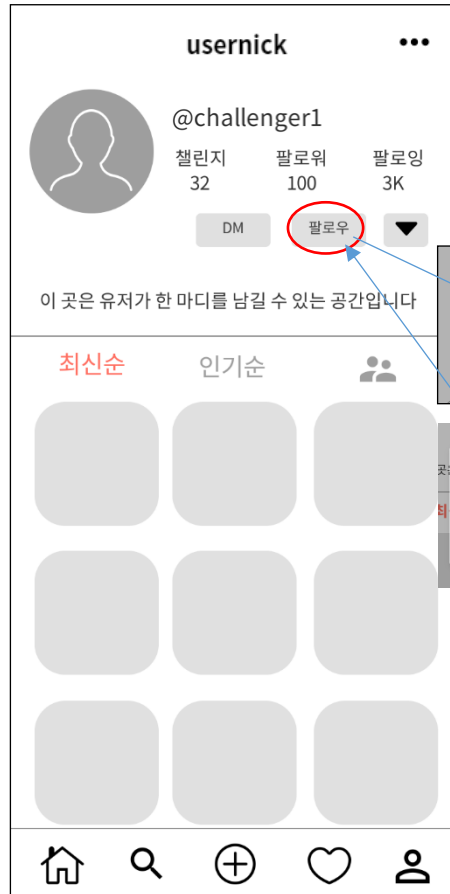 usernick
@challenger1
챌린지 팔로워 팔로잉
32 100 3K
DM 팔로우
이 곳은 유저가 한 마디를 남길 수 있는 공간입니다
최신순 인기순